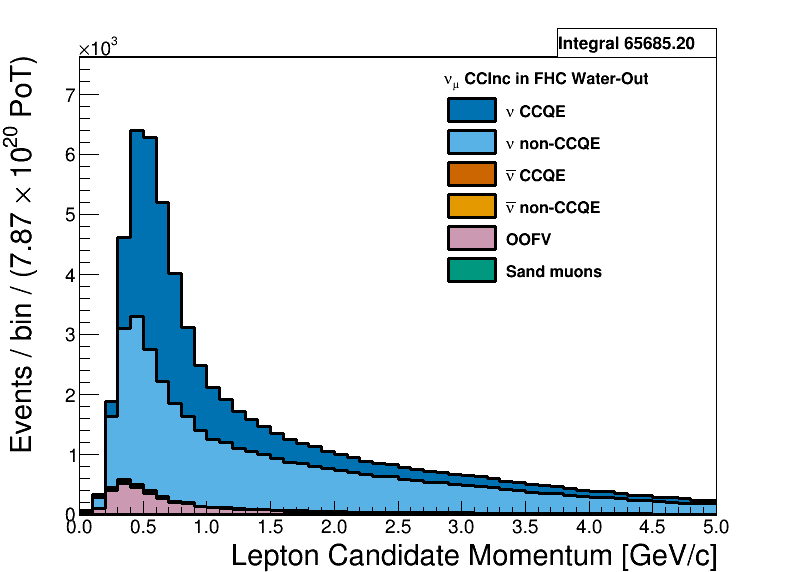 Integral 65685.20
×10³
ν_μ CCInc in FHC Water-Out
ν CCQE
ν non-CCQE
ν̅ CCQE
ν̅ non-CCQE
OOFV
Sand muons
Events / bin / (7.87 × 10²⁰ PoT)
7
6
5
4
3
2
1
0
0.0 0.5 1.0 1.5 2.0 2.5 3.0 3.5 4.0 4.5 5.0
Lepton Candidate Momentum [GeV/c]